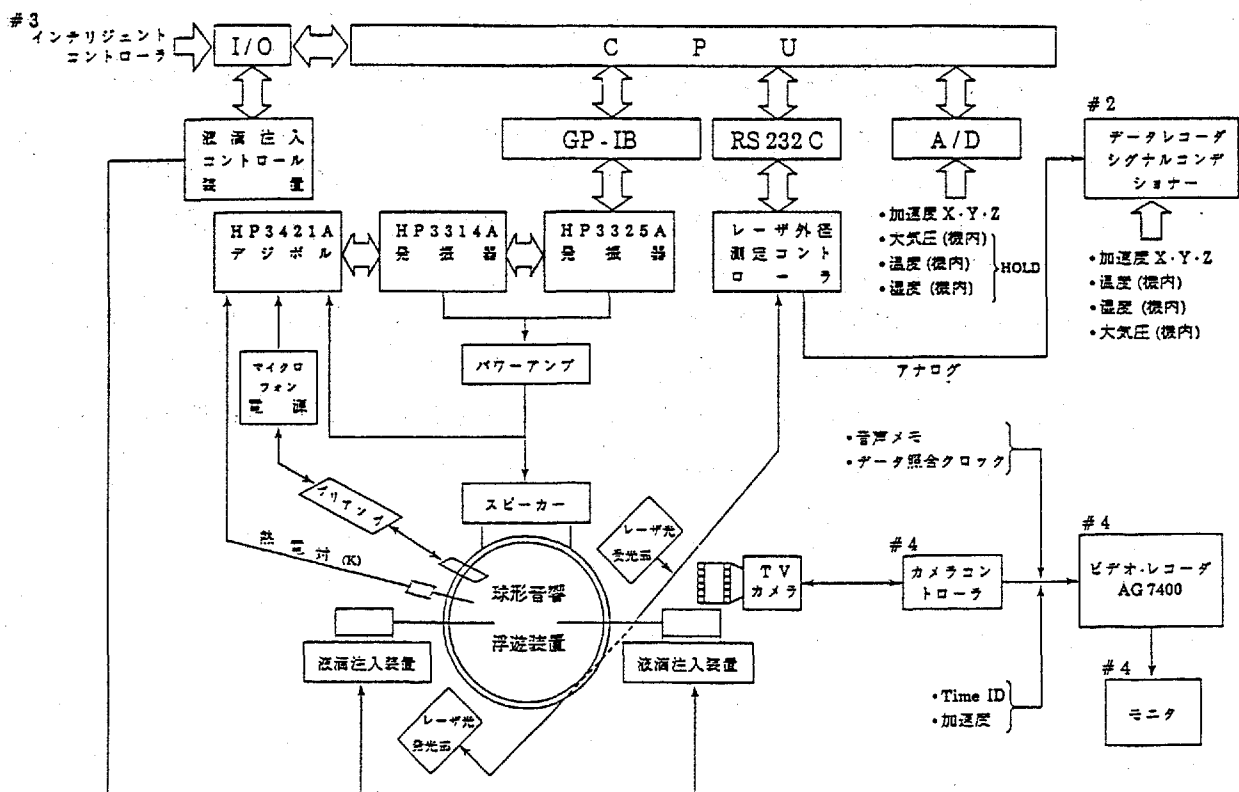 #3
インテリジェント
コントローラ
I/O
C P U
液滴注入
コントロール
装置
GP-IB
RS232C
A/D
#2
データレコーダ
シグナルコンデ
ショナー
HP3421A
デジボル
HP3314A
発振器
HP3325A
発振器
レーザ外径
測定コント
ローラ
•加速度 X·Y·Z
•大気圧 (機内)
•温度 (機内)
•湿度 (機内)
HOLD
•加速度 X·Y·Z
•温度 (機内)
•湿度 (機内)
•大気圧 (機内)
マイクロ
フォン
電源
パワーアンプ
アナログ
•音声メモ
•データ照合クロック
スピーカー
熱電対 (K)
レーザ光
受光部
球形音響
浮遊装置
TV
カメラ
#4
カメラコン
トローラ
#4
ビデオ·レコーダ
AG7400
液滴注入装置
液滴注入装置
レーザ光
発光部
•Time ID
•加速度
#4
モニタ